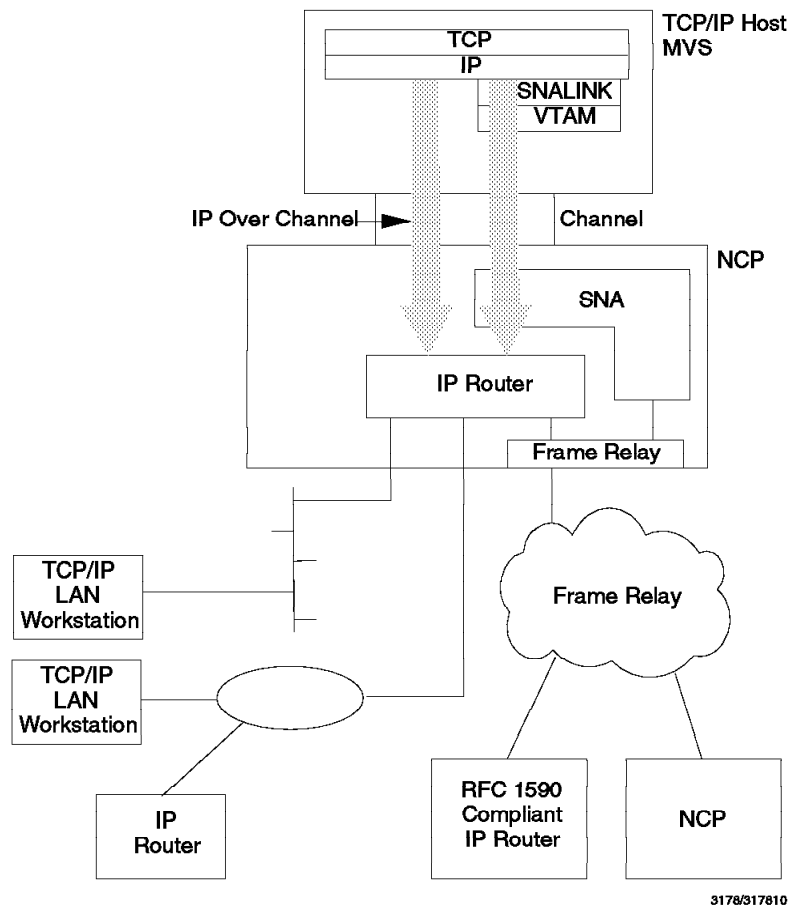 TCP/IP Host
MVS
TCP
IP
SNALINK
VTAM
IP Over Channel
Channel
NCP
SNA
IP Router
Frame Relay
TCP/IP
LAN
Workstation
Frame Relay
TCP/IP
LAN
Workstation
IP
Router
RFC 1590
Compliant
IP Router
NCP
3178/317810